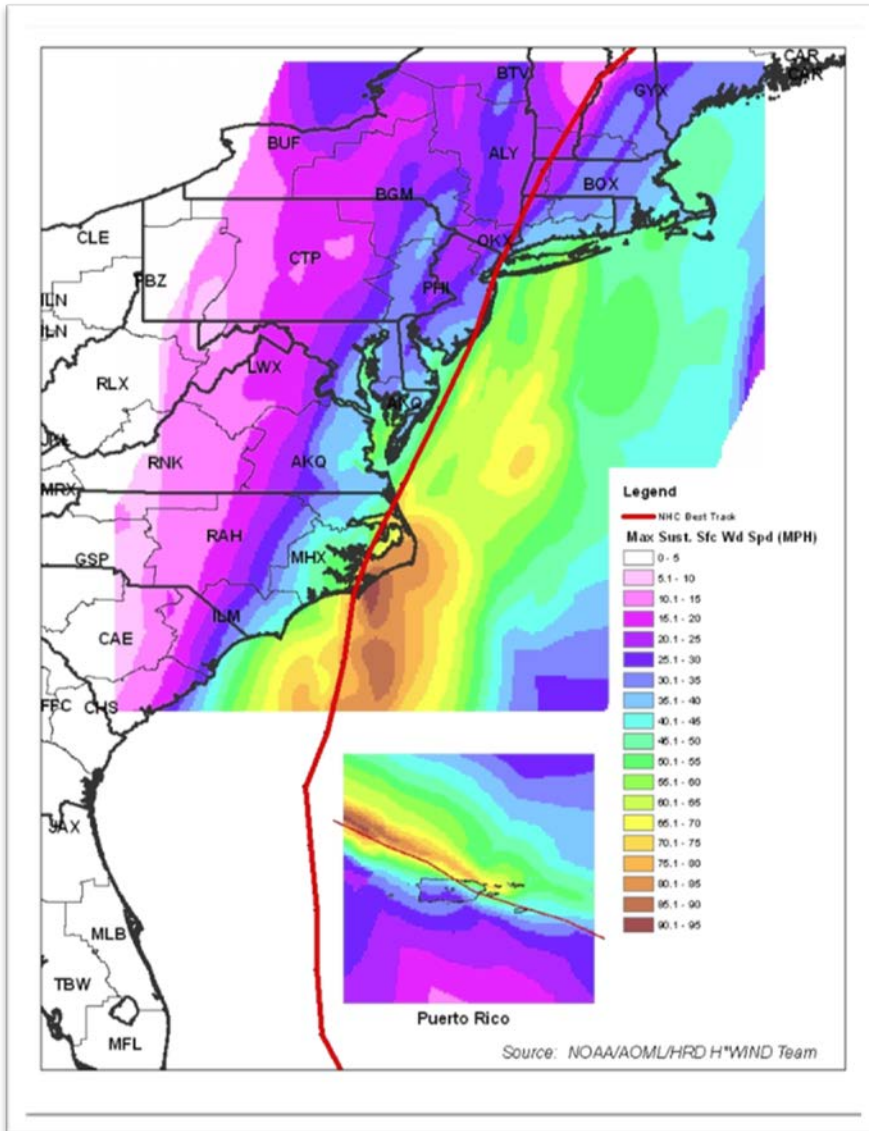 CAR
CAR
BTV
GYX
BUF
ALY
BOX
BGM
CLE
OKX
CTP
PBZ
PHI
ILN
ILN
LWX
RLX
AKQ
RNK
AKQ
MRX
RAH
MHX
GSP
ILM
CAE
FFC
CHS
JAX
MLB
TBW
MFL
Legend
NHC Best Track
Max Sust. Sfc Wd Spd (MPH)
0 - 5
5.1 - 10
10.1 - 15
15.1 - 20
20.1 - 25
25.1 - 30
30.1 - 35
35.1 - 40
40.1 - 45
45.1 - 50
50.1 - 55
55.1 - 60
60.1 - 65
65.1 - 70
70.1 - 75
75.1 - 80
80.1 - 85
85.1 - 90
90.1 - 95
Puerto Rico
Source: NOAA/AOML/HRD H*WIND Team